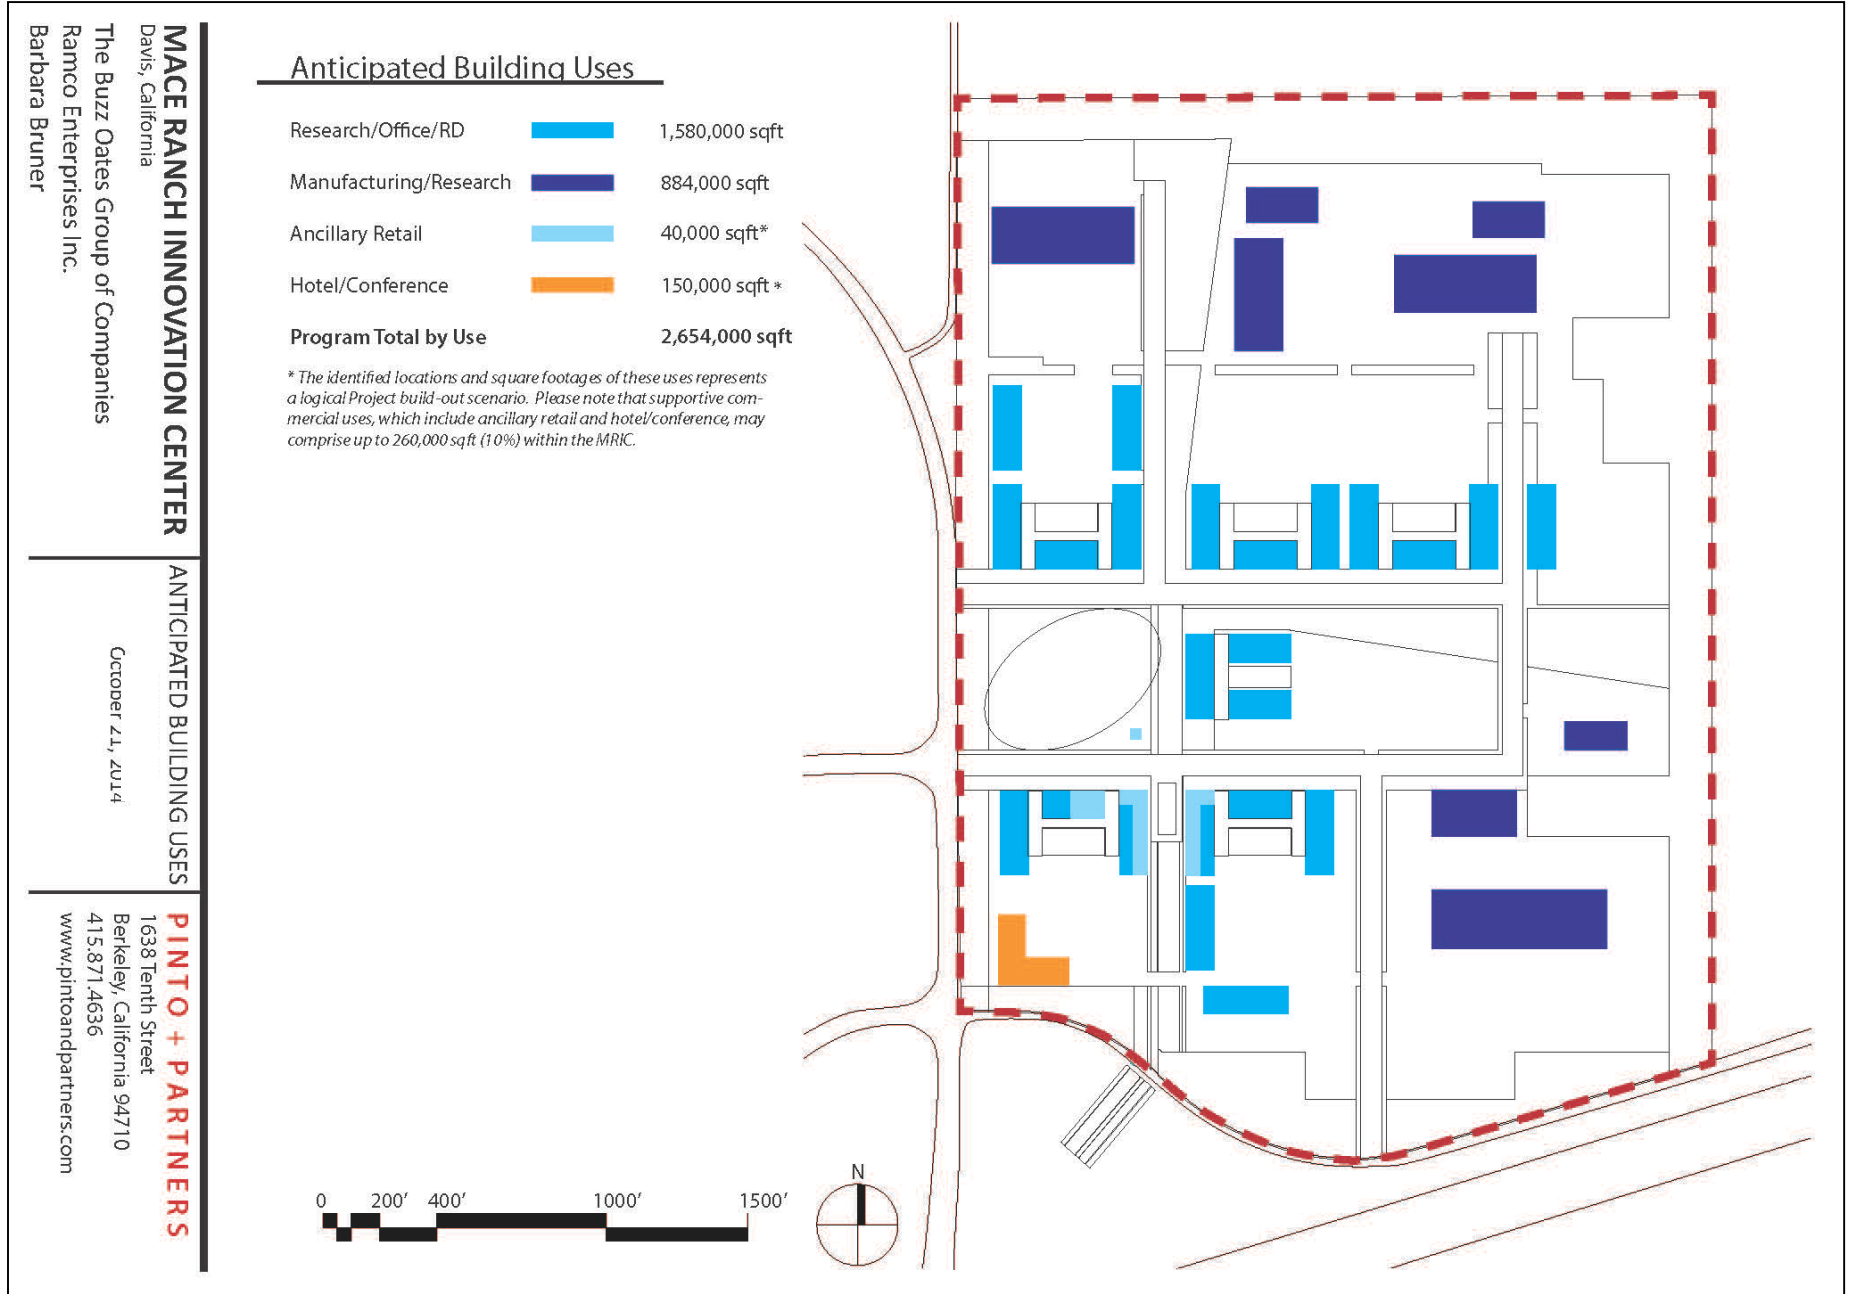 MACE RANCH INNOVATION CENTER
Davis, California
The Buzz Oates Group of Companies
Ramco Enterprises Inc.
Barbara Bruner
ANTICIPATED BUILDING USES
October 21, 2014
PINTO + PARTNERS
1638 Tenth Street
Berkeley, California 94710
415.871.4636
www.pintoandpartners.com
Anticipated Building Uses
Research/Office/RD 1,580,000 sqft
Manufacturing/Research 884,000 sqft
Ancillary Retail 40,000 sqft*
Hotel/Conference 150,000 sqft *
Program Total by Use 2,654,000 sqft
* The identified locations and square footages of these uses represents
a logical Project build-out scenario. Please note that supportive com-
mercial uses, which include ancillary retail and hotel/conference, may
comprise up to 260,000 sqft (10%) within the MRIC.
0 200' 400' 1000' 1500'
N